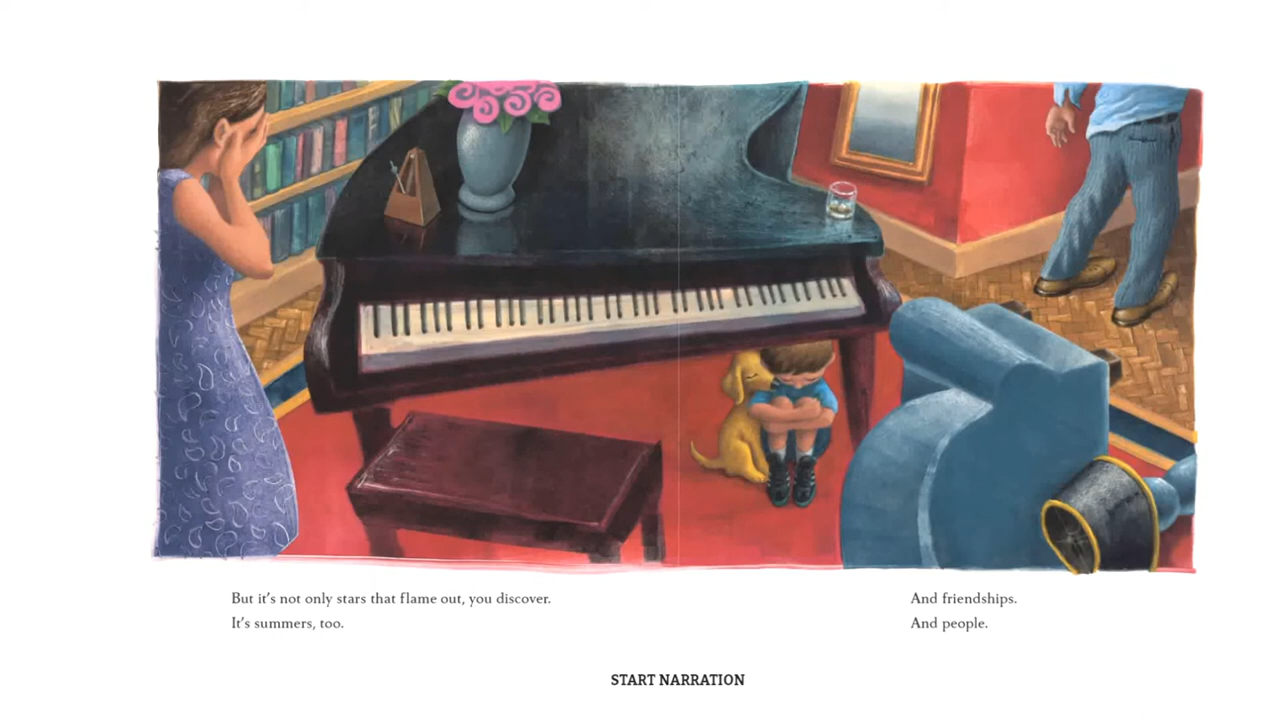 But it's not only stars that flame out, you discover.
It's summers, too.
And friendships.
And people.
START NARRATION